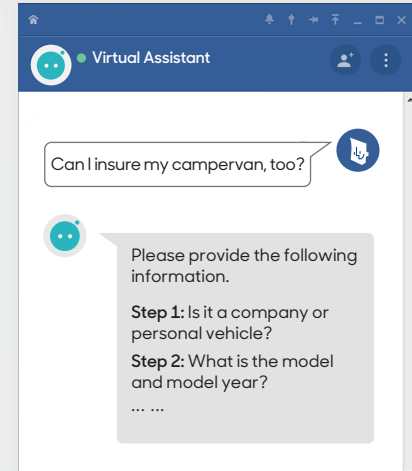 Virtual Assistant
Can I insure my campervan, too?
Please provide the following
information.
Step 1: Is it a company or
personal vehicle?
Step 2: What is the model
and model year?
... ...